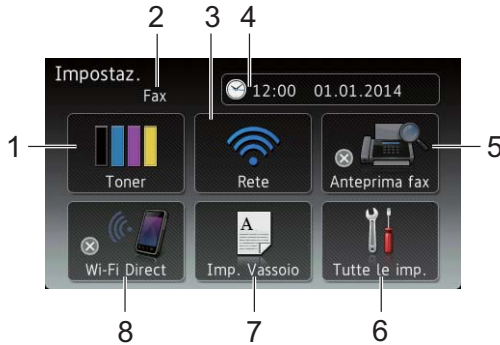 2 3 4
Impostaz.
Fax
12:00 01.01.2014
1 5
Toner Rete Anteprima fax
A
Wi-Fi Direct Imp. Vassoio Tutte le imp.
8 7 6